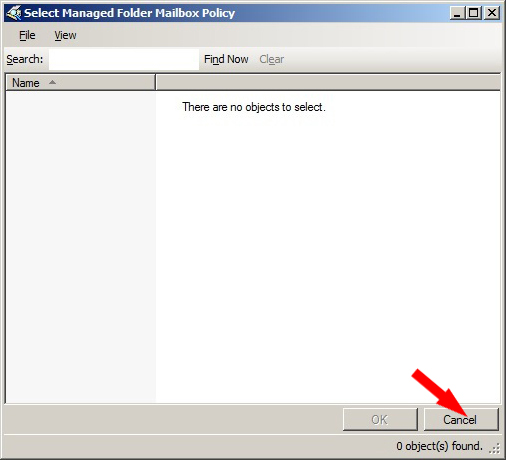 Select Managed Folder Mailbox Policy
File View
Search: Find Now Clear
Name
There are no objects to select.
OK Cancel
0 object(s) found.